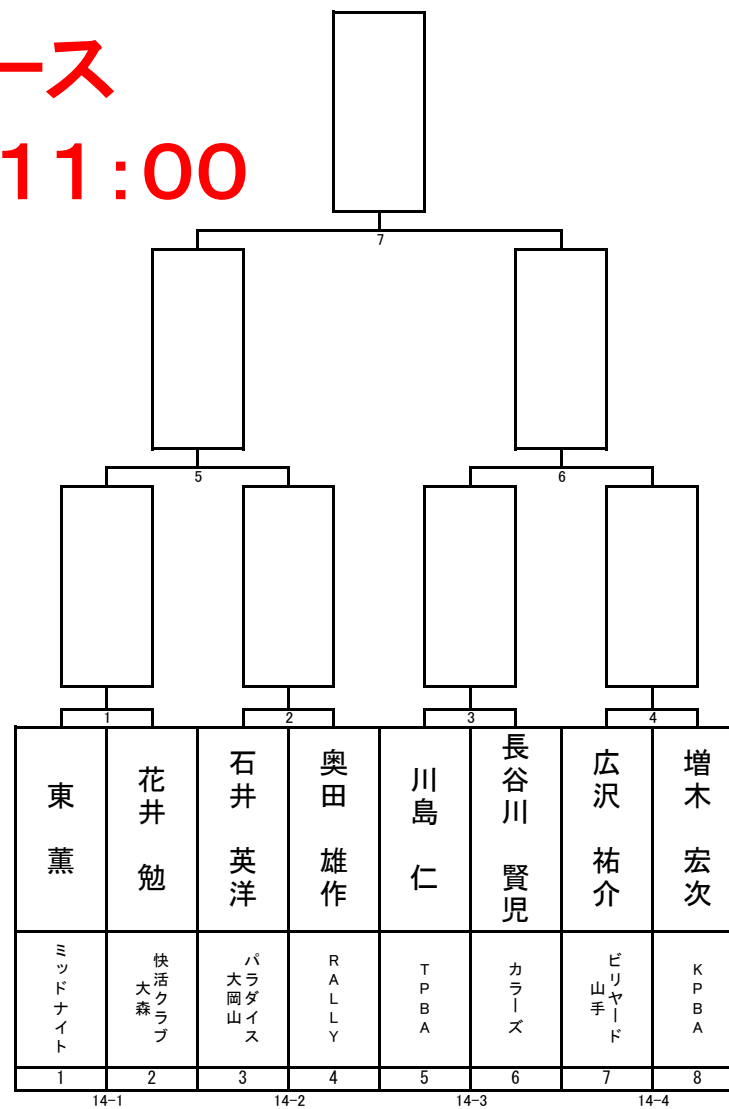 ース
11:00
7
5
6
1
2
3
4
東 薫
花井 勉
石井 英洋
奥田 雄作
川島 仁
長谷川 賢児
広沢 祐介
増木 宏次
ミッドナイト
快活クラブ
大森
パラダイス
大岡山
RALLY
TPBA
カラーズ
ビリヤード
山手
KPBA
1
2
3
4
5
6
7
8
14-1
14-2
14-3
14-4